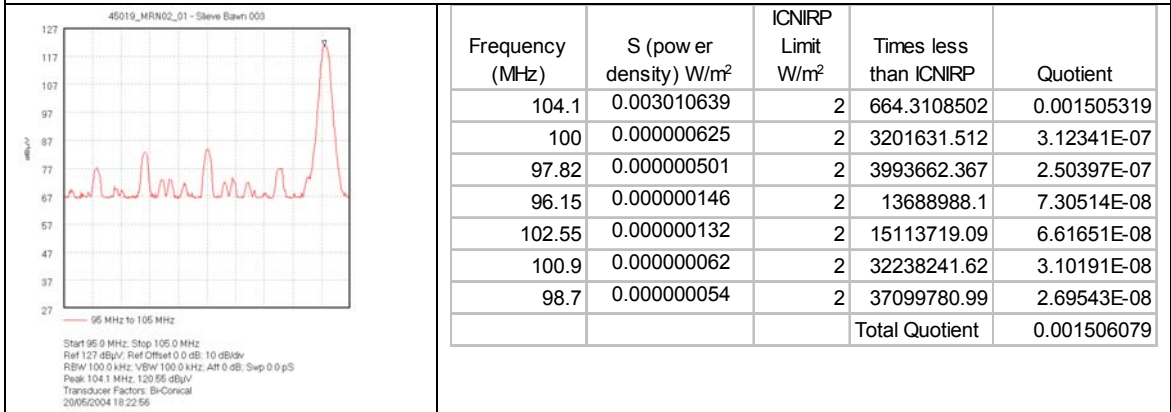 45019_MRN02_01 - Slieve Bawn 003
127
117
107
97
87
77
67
57
47
37
27
dBµV
95 MHz to 105 MHz
Start 95.0 MHz; Stop 105.0 MHz
Ref 127 dBµV; Ref Offset 0.0 dB; 10 dB/div
RBW 100.0 kHz; VBW 100.0 kHz; Att 0 dB; Swp 0.0 pS
Peak 104.1 MHz, 120.55 dBµV
Transducer Factors: Bi-Conical
20/05/2004 18:22:56
Frequency (MHz) S (pow er density) W/m² ICNIRP Limit W/m² Times less than ICNIRP Quotient
104.1 0.003010639 2 664.3108502 0.001505319
100 0.000000625 2 3201631.512 3.12341E-07
97.82 0.000000501 2 3993662.367 2.50397E-07
96.15 0.000000146 2 13688988.1 7.30514E-08
102.55 0.000000132 2 15113719.09 6.61651E-08
100.9 0.000000062 2 32238241.62 3.10191E-08
98.7 0.000000054 2 37099780.99 2.69543E-08
Total Quotient 0.001506079